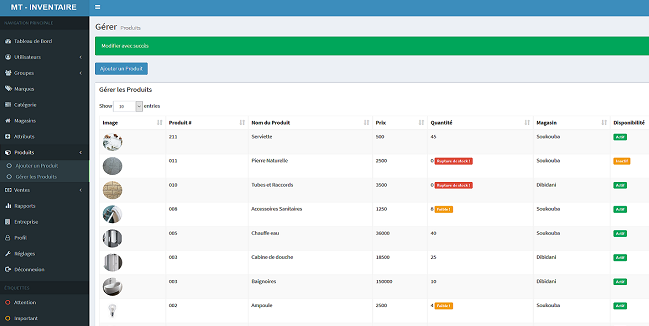 MT - INVENTAIRE
Gérer Produits
NAVIGATION PRINCIPALE
Modifier avec succès
Tableau de Bord
Utilisateurs
Ajouter un Produit
Groupes
Marques
Gérer les Produits
Catégorie
Show 10 entries
Magasins
Image Produit # Nom du Produit Prix Quantité Magasin Disponibilité
Attributs
211 Serviette 500 45 Soukouba Actif
Produits
011 Pierre Naturelle 2500 0 Rupture de stock ! Soukouba Inactif
Ajouter un Produit
Gérer les Produits
010 Tubes et Racords 3500 0 Rupture de stock ! Dibidani Actif
Ventes
Rapports
008 Accessoires Sanitaires 1250 8 Faible ! Soukouba Actif
Entreprise
005 Chauffe eau 36000 40 Soukouba Actif
Profil
Réglages
003 Cabine de douche 18500 25 Dibidani Actif
Déconnexion
003 Baignoires 150000 10 Dibidani Actif
ETIQUETTES
Attention
002 Ampoule 2500 4 Faible ! Soukouba Actif
Important